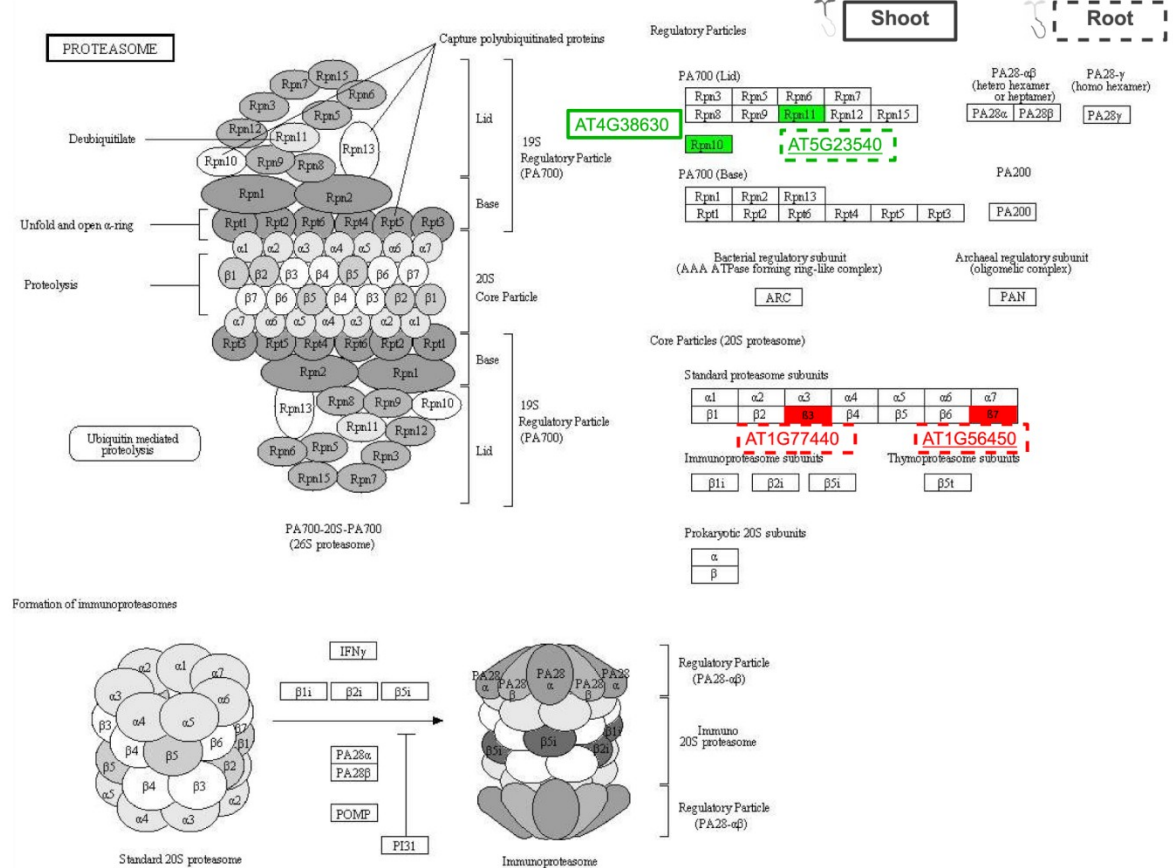 PROTEASOME
Capture polyubiquitinated proteins
Regulatory Particles
Shoot
Root
Rpn15
Rpn7
Rpn6
Rpn3
Rpn5
Rpn12
Rpn11
Rpn13
Rpn10
Rpn9
Rpn8
Deubiquitilate
Lid
19S
Regulatory Particle
(PA700)
Rpn1
Rpn2
Base
Unfold and open α-ring
Rpt1 Rpt2 Rpt6 Rpt4 Rpt5 Rpt3
α1 α2 α3 α4 α5 α6 α7
Proteolysis
β1 β2 β3 β4 β5 β6 β7
20S
Core Particle
β7 β6 β5 β4 β3 β2 β1
α7 α6 α5 α4 α3 α2 α1
Rpt3 Rpt5 Rpt4 Rpt6 Rpt2 Rpt1
Base
Rpn2
Rpn1
Rpn13
Rpn8
Rpn9
Rpn10
19S
Regulatory Particle
(PA700)
Rpn11
Rpn12
Ubiquitin mediated
proteolysis
Rpn6
Rpn5
Rpn3
Lid
Rpn15
Rpn7
PA700-20S-PA700
(26S proteasome)
PA700 (Lid)
Rpn3 Rpn5 Rpn6 Rpn7
Rpn8 Rpn9 Rpn11 Rpn12 Rpn15
Rpn10
AT4G38630
AT5G23540
PA28-αβ
(hetero hexamer
or heptamer)
PA28α PA28β
PA28-γ
(homo hexamer)
PA28γ
PA700 (Base)
Rpn1 Rpn2 Rpn13
Rpt1 Rpt2 Rpt6 Rpt4 Rpt5 Rpt3
PA200
PA200
Bacterial regulatory subunit
(AAA ATPase forming ring-like complex)
ARC
Archaeal regulatory subunit
(oligomelic complex)
PAN
Core Particles (20S proteasome)
Standard proteasome subunits
α1 α2 α3 α4 α5 α6 α7
β1 β2 β3 β4 β5 β6 β7
AT1G77440
AT1G56450
Immunoproteasome subunits
β1i β2i β5i
Thymoproteasome subunits
β5t
Prokaryotic 20S subunits
α
β
Formation of immunoproteasomes
α2 α1 α7
α3 α6
α4 α5
β3 β7
β4 β6 β1
β5
β5 β2
β4 β3
α5 α2
α4 α3
Standard 20S proteasome
IFNγ
β1i β2i β5i
PA28α
PA28β
POMP
PI31
PA28 PA28 PA28 PA28 PA28
α β α β α
β1i
β5i β5i β2i
Immunoproteasome
Regulatory Particle
(PA28-αβ)
Immuno
20S proteasome
Regulatory Particle
(PA28-αβ)